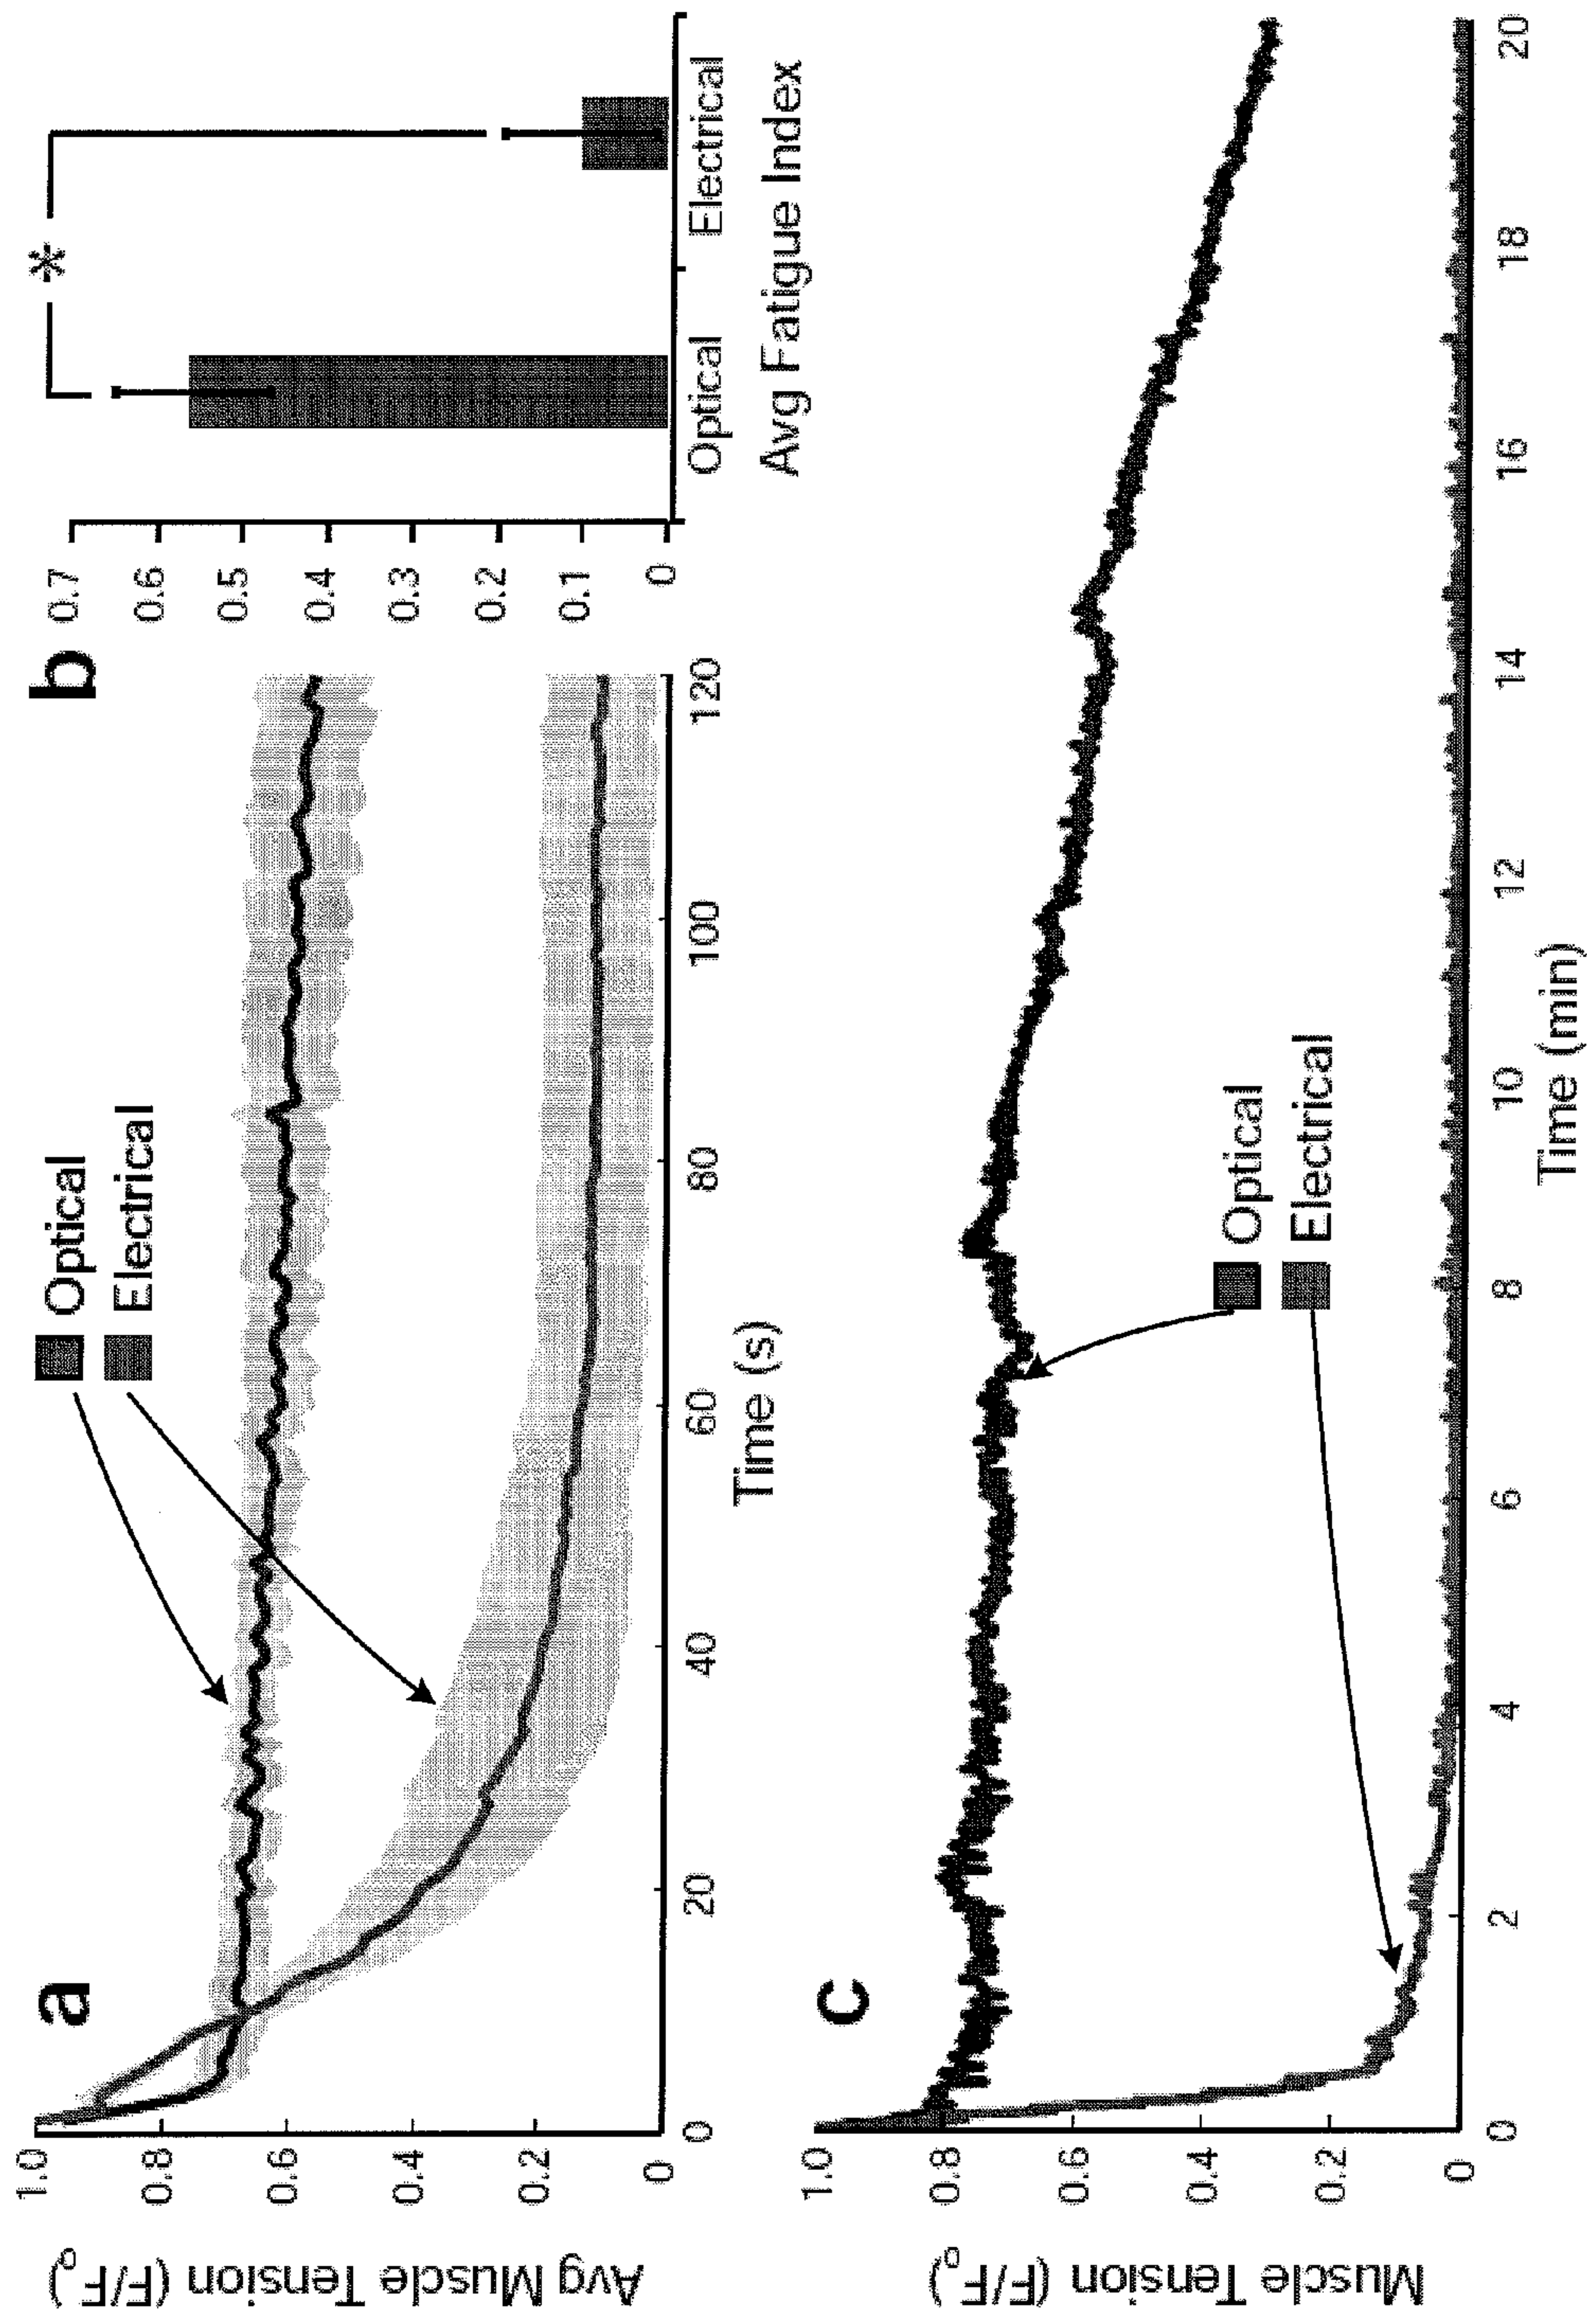 a
Optical
Electrical
Avg Muscle Tension (F/Fo)
1.0
0.8
0.6
0.4
0.2
0
0 20 40 60 80 100 120
Time (s)
b
0.7
0.6
0.5
0.4
0.3
0.2
0.1
0
*
Optical Electrical
Avg Fatigue Index
c
Optical
Electrical
Muscle Tension (F/Fo)
1.0
0.8
0.6
0.4
0.2
0
0 2 4 6 8 10 12 14 16 18 20
Time (min)